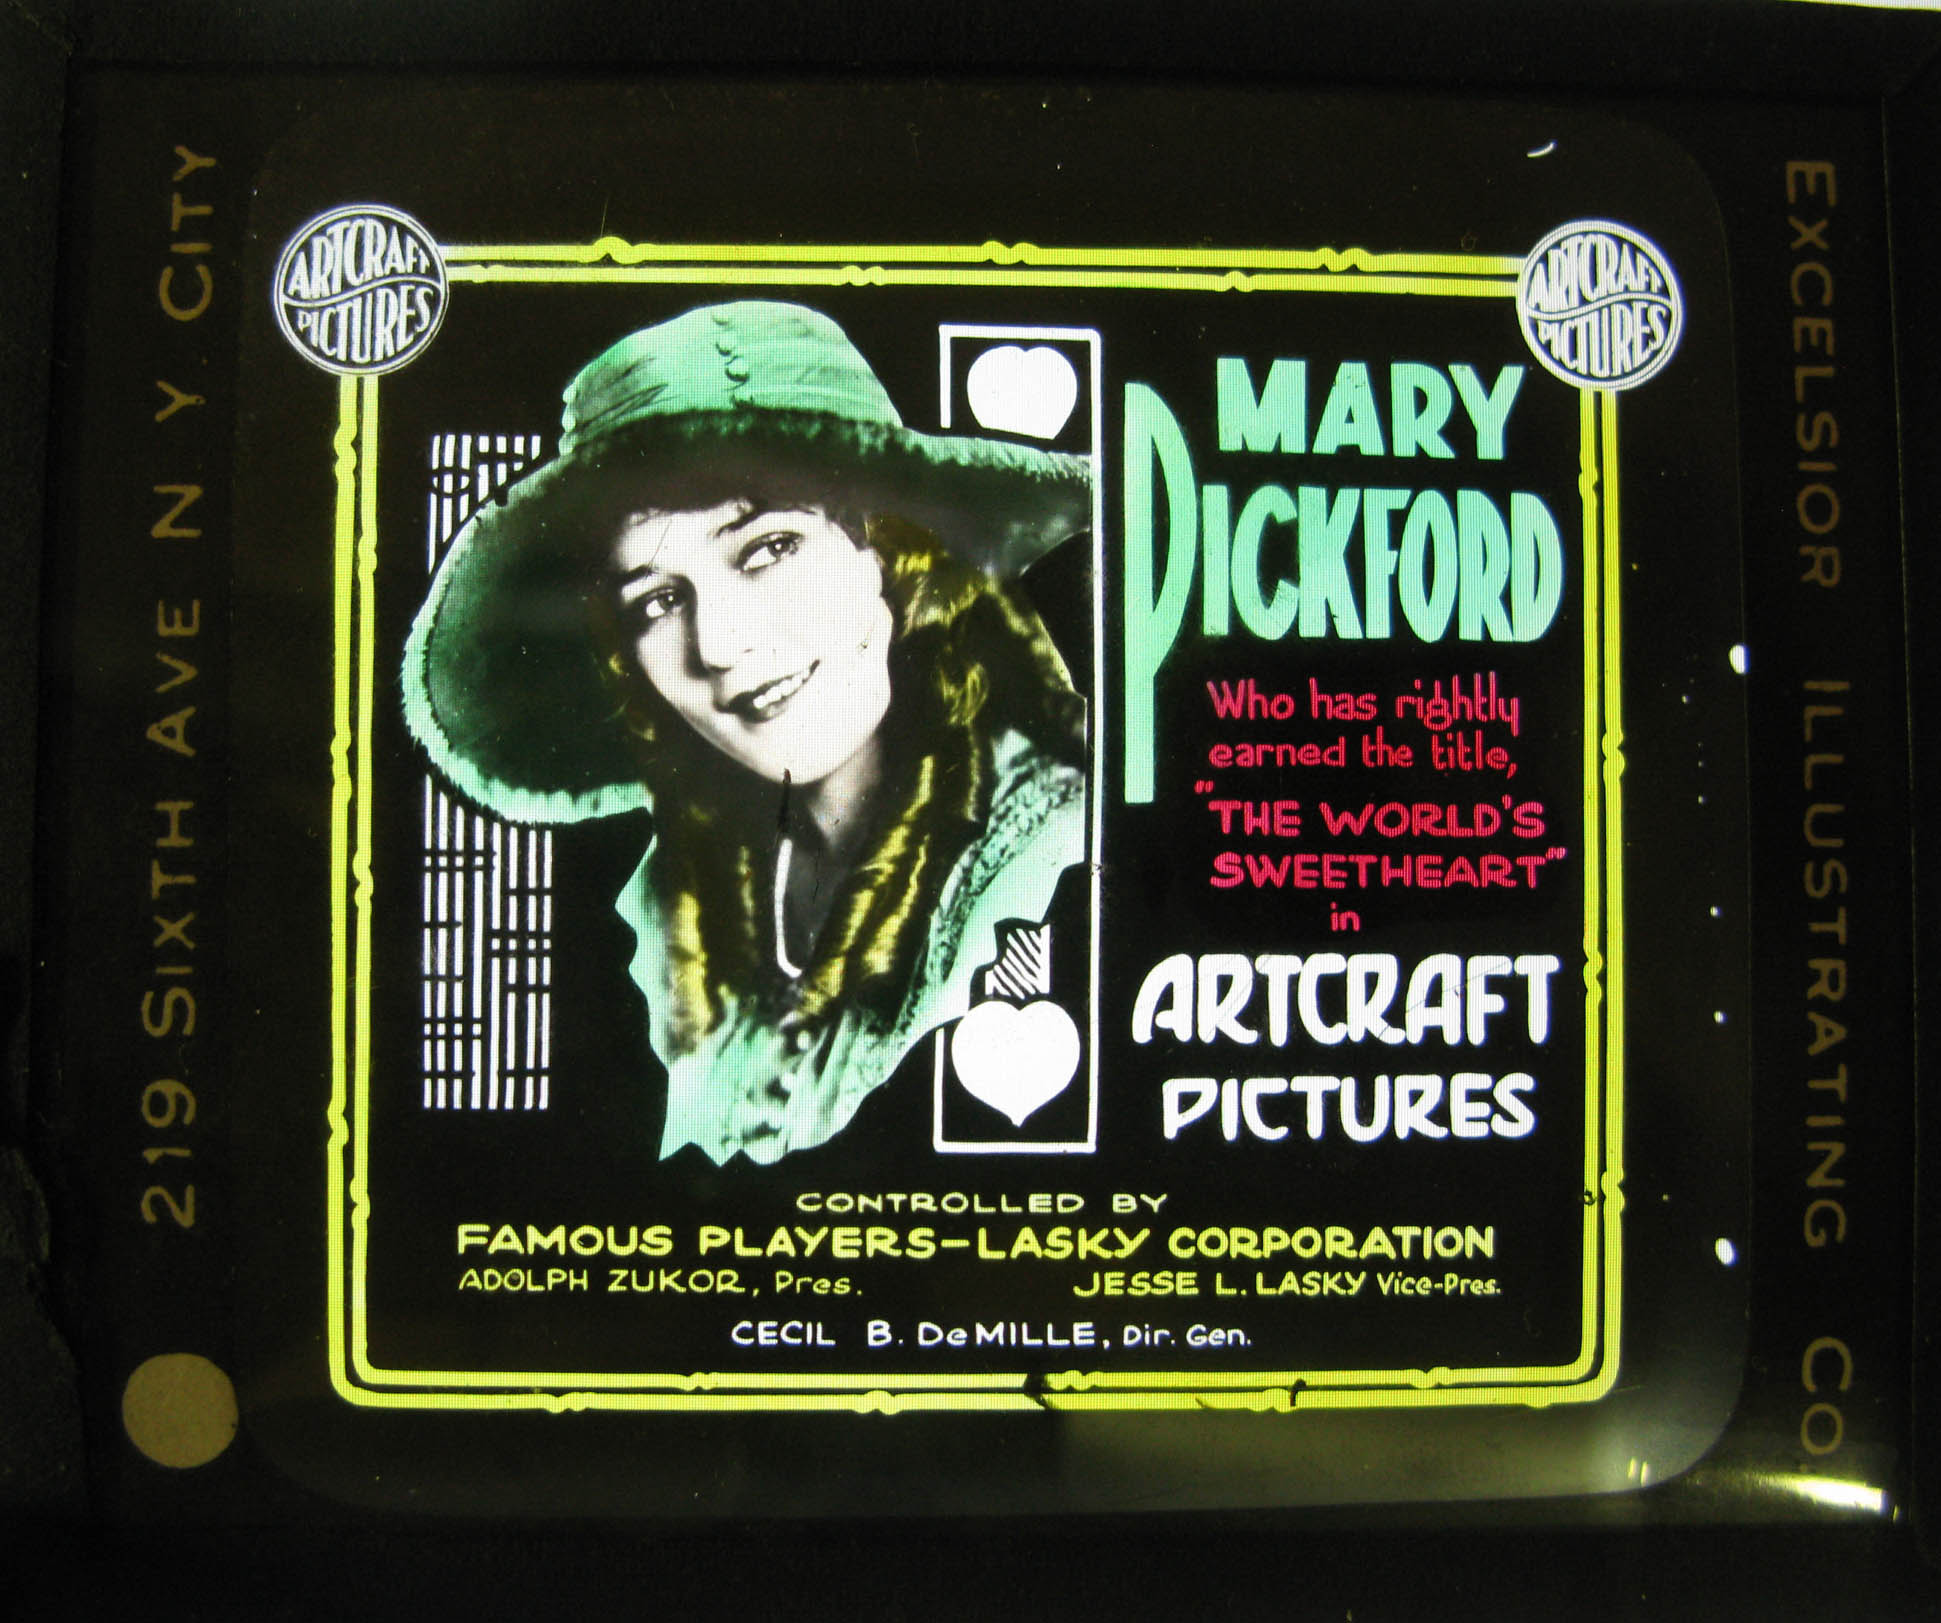 219 SIXTH AVE N.Y. CITY
ARTCRAFT
PICTURES
ARTCRAFT
PICTURES
MARY
PICKFORD
Who has rightly
earned the title,
"THE WORLD'S
SWEETHEART"
in
ARTCRAFT
PICTURES
CONTROLLED BY
FAMOUS PLAYERS-LASKY CORPORATION
ADOLPH ZUKOR, Pres. JESSE L. LASKY Vice-Pres.
CECIL B. DeMILLE, Dir. Gen.
EXCELSIOR ILLUSTRATING CO.